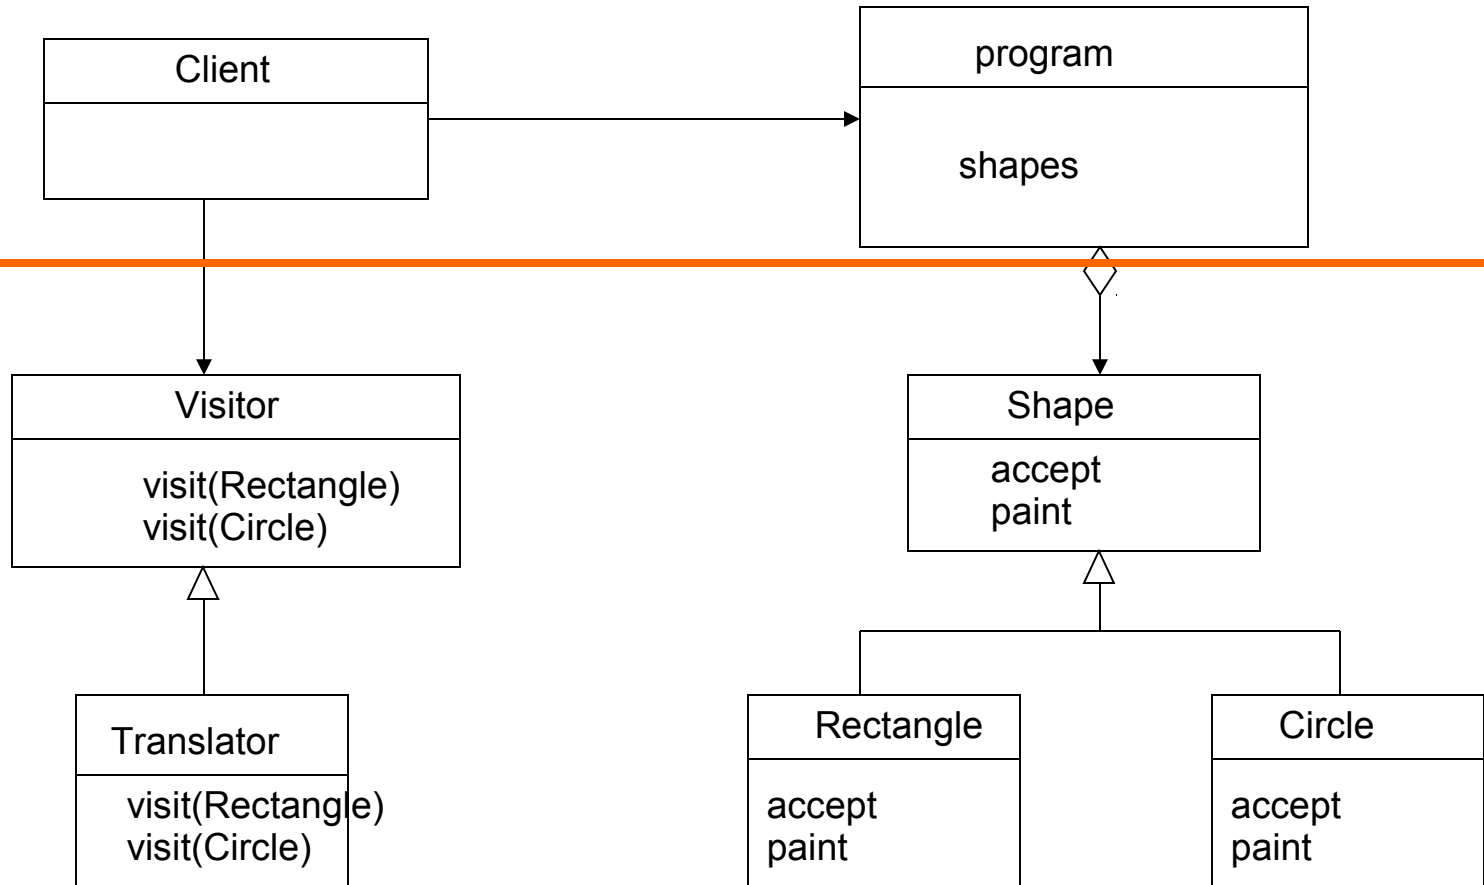 Client
program
shapes
Visitor
visit(Rectangle)
visit(Circle)
Shape
accept
paint
Translator
visit(Rectangle)
visit(Circle)
Rectangle
accept
paint
Circle
accept
paint